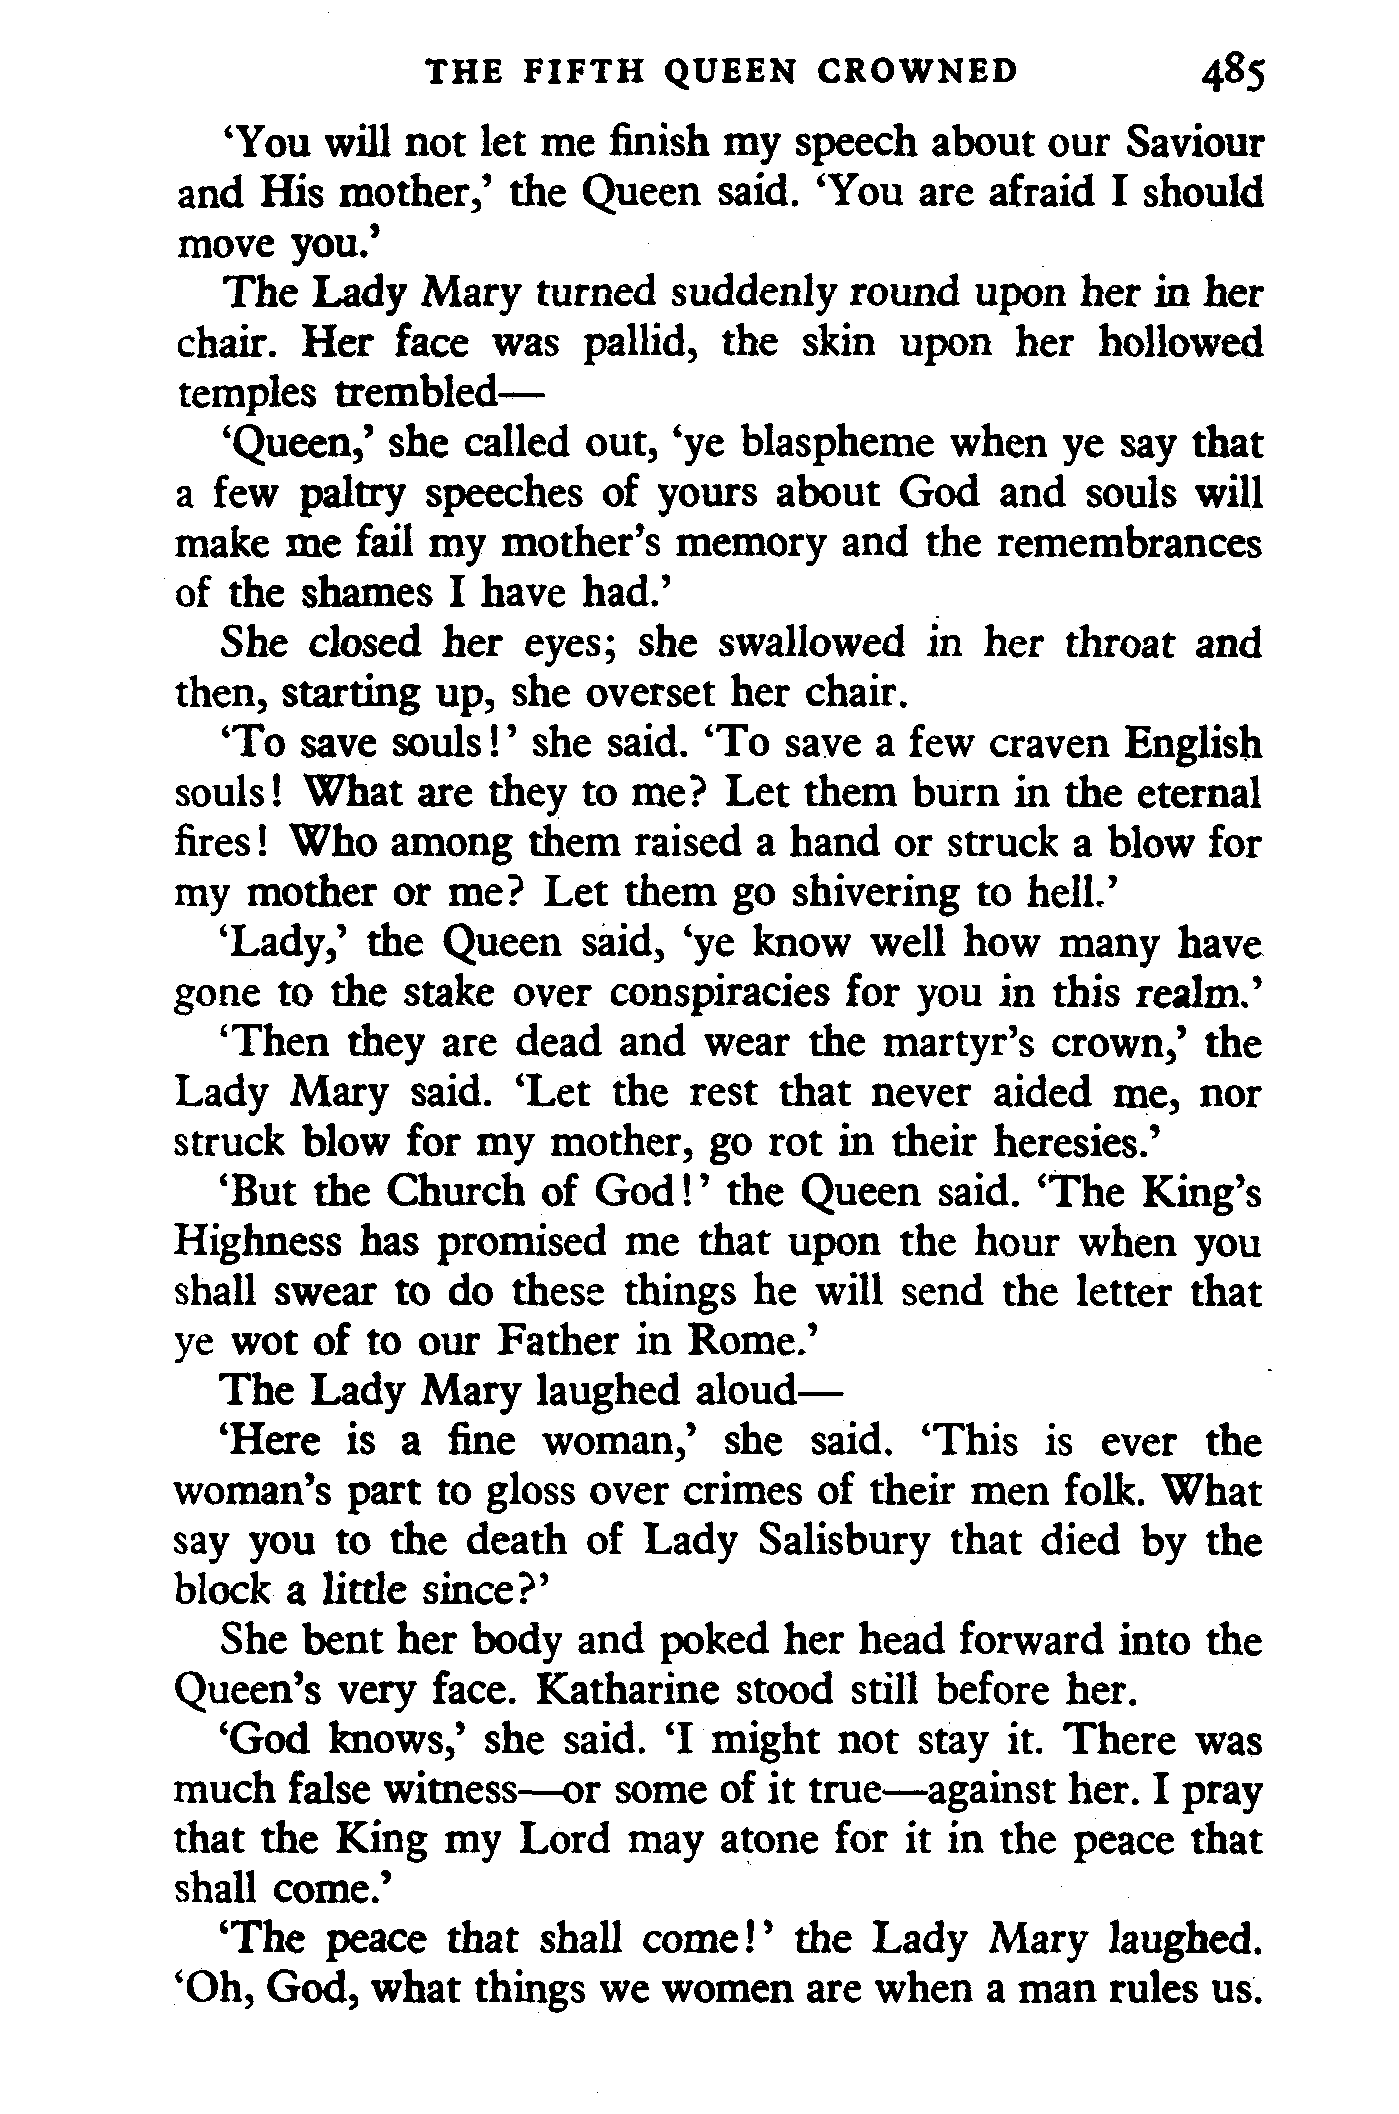 THE FIFTH QUEEN CROWNED 485
‘You will not let me finish my speech about our Saviour
and His mother,’ the Queen said. ‘You are afraid I should
move you.’
The Lady Mary turned suddenly round upon her in her
chair. Her face was pallid, the skin upon her hollowed
temples trembled—
‘Queen,’ she called out, ‘ye blaspheme when ye say that
a few paltry speeches of yours about God and souls will
make me fail my mother’s memory and the remembrances
of the shames I have had.’
She closed her eyes; she swallowed in her throat and
then, starting up, she overset her chair.
‘To save souls!’ she said. ‘To save a few craven English
souls! What are they to me? Let them burn in the eternal
fires! Who among them raised a hand or struck a blow for
my mother or me? Let them go shivering to hell.’
‘Lady,’ the Queen said, ‘ye know well how many have
gone to the stake over conspiracies for you in this realm.’
‘Then they are dead and wear the martyr’s crown,’ the
Lady Mary said. ‘Let the rest that never aided me, nor
struck blow for my mother, go rot in their heresies.’
‘But the Church of God!’ the Queen said. ‘The King’s
Highness has promised me that upon the hour when you
shall swear to do these things he will send the letter that
ye wot of to our Father in Rome.’
The Lady Mary laughed aloud—
‘Here is a fine woman,’ she said. ‘This is ever the
woman’s part to gloss over crimes of their men folk. What
say you to the death of Lady Salisbury that died by the
block a little since?’
She bent her body and poked her head forward into the
Queen’s very face. Katharine stood still before her.
‘God knows,’ she said. ‘I might not stay it. There was
much false witness—or some of it true—against her. I pray
that the King my Lord may atone for it in the peace that
shall come.’
‘The peace that shall come!’ the Lady Mary laughed.
‘Oh, God, what things we women are when a man rules us.